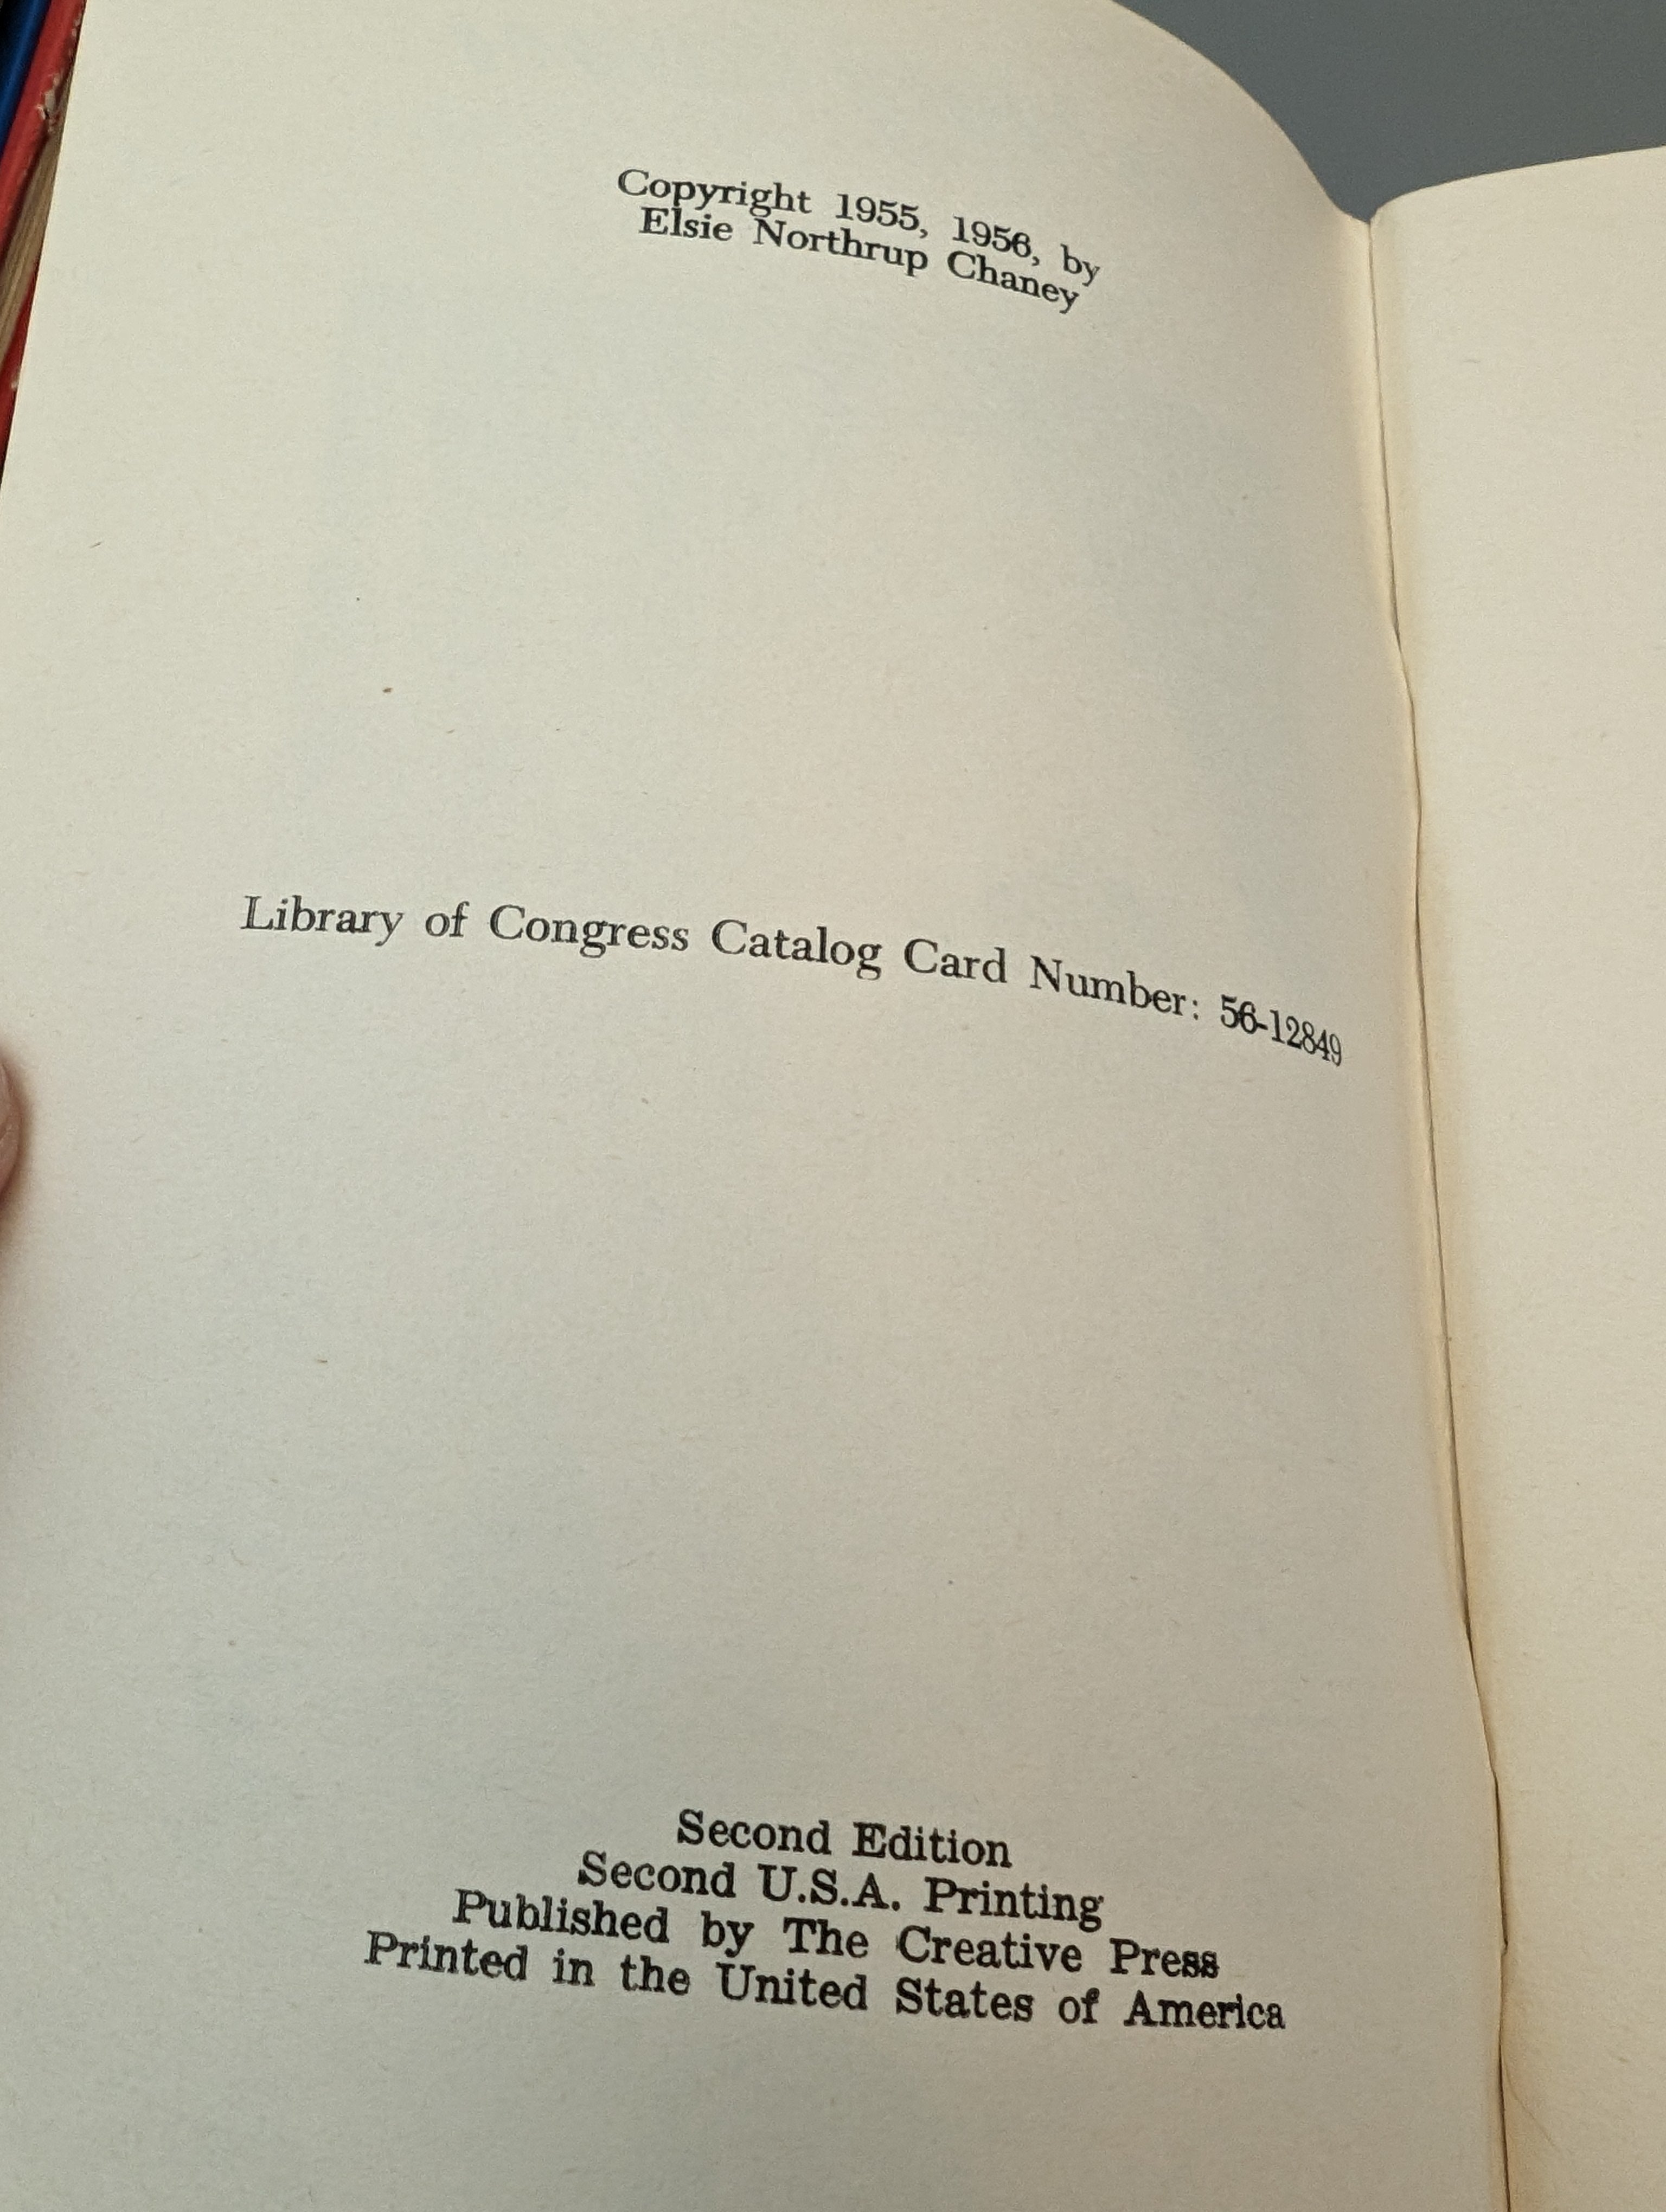 Copyright 1955, 1956, by
Elsie Northrup Chaney
Library of Congress Catalog Card Number: 56-12849
Second Edition
Second U.S.A. Printing
Published by The Creative Press
Printed in the United States of America